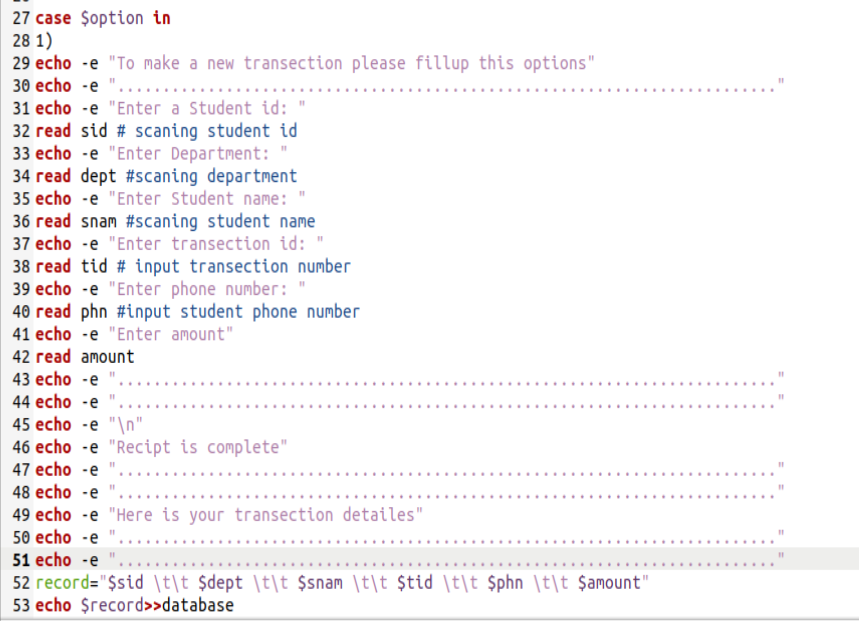 27 case $option in
28 1)
29 echo -e "To make a new transection please fillup this options"
30 echo -e "........................................................................."
31 echo -e "Enter a Student id: "
32 read sid # scaning student id
33 echo -e "Enter Department: "
34 read dept #scaning department
35 echo -e "Enter Student name: "
36 read snam #scaning student name
37 echo -e "Enter transection id: "
38 read tid # input transection number
39 echo -e "Enter phone number: "
40 read phn #input student phone number
41 echo -e "Enter amount"
42 read amount
43 echo -e "........................................................................."
44 echo -e "........................................................................."
45 echo -e "\n"
46 echo -e "Recipt is complete"
47 echo -e "........................................................................."
48 echo -e "........................................................................."
49 echo -e "Here is your transection detailes"
50 echo -e "........................................................................."
51 echo -e "........................................................................."
52 record="$sid \t\t $dept \t\t $snam \t\t $tid \t\t $phn \t\t $amount"
53 echo $record>>database